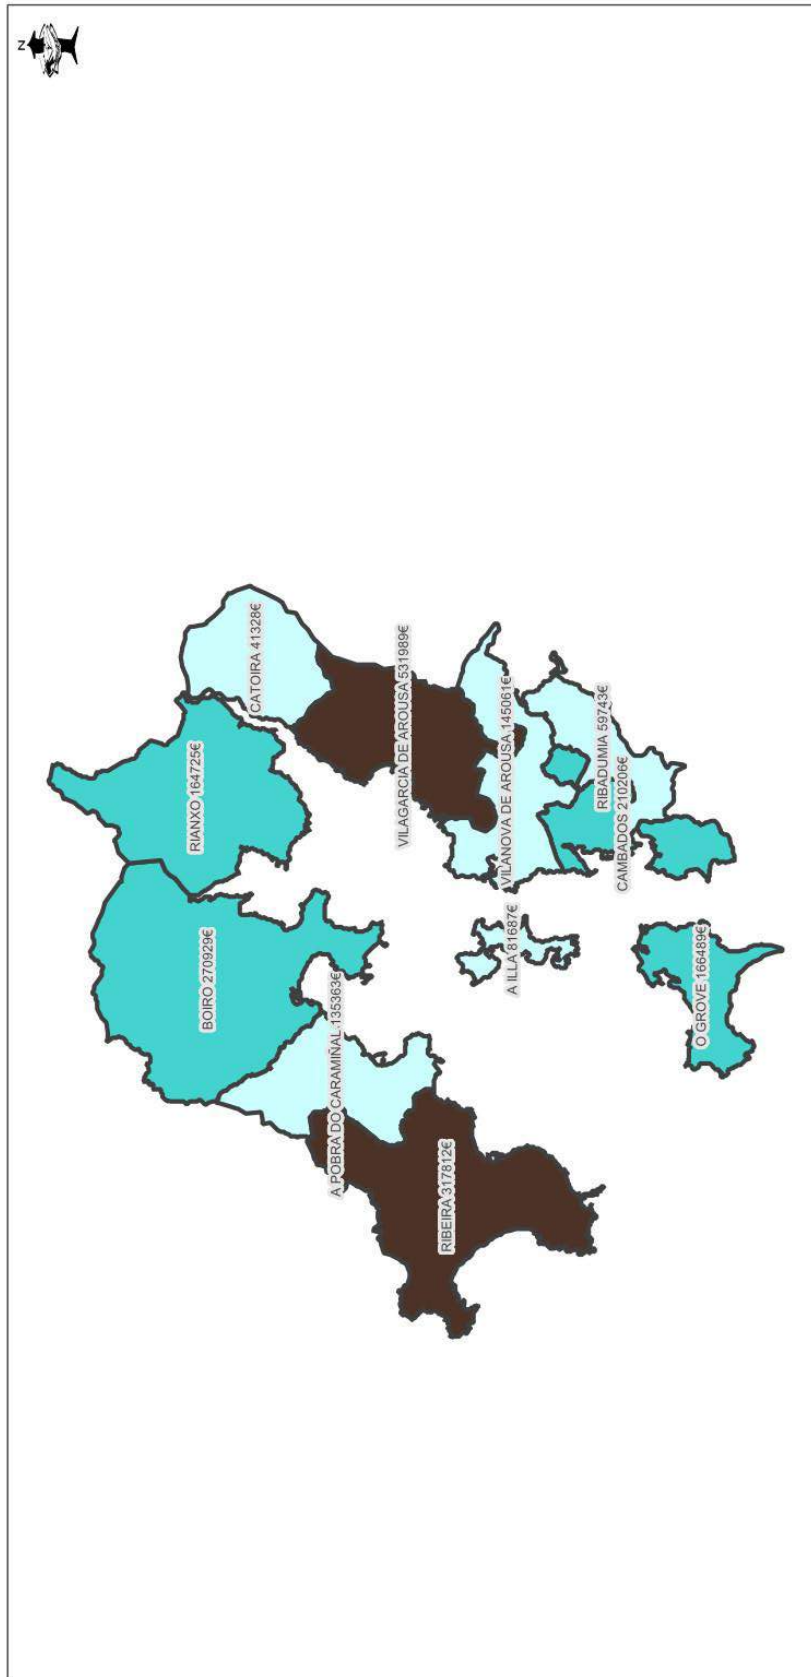 N
RIANXO 164725€
CATOIRA 41328€
BOIRO 270929€
A POBRA DO CARAMIÑAL 135363€
VILAGARCIA DE AROUSA 531989€
RIBEIRA 317812€
A ILLA 81687€
VILANOVA DE AROUSA 145061€
RIBADUMIA 59743€
CAMBADOS 210206€
O GROVE 166489€